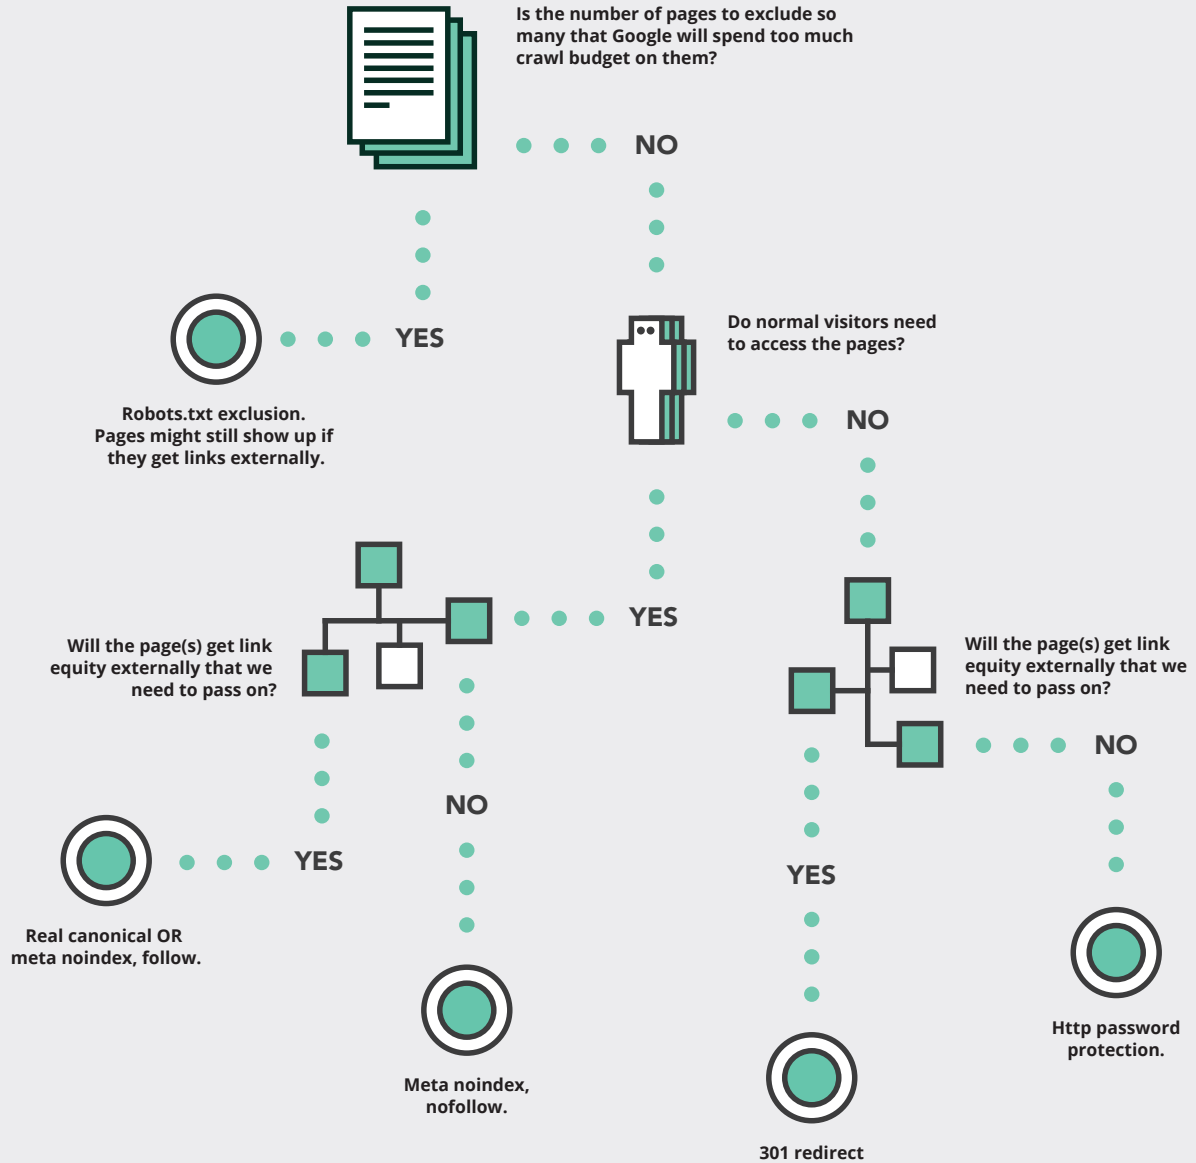 Is the number of pages to exclude so
many that Google will spend too much
crawl budget on them?
NO
YES
Robots.txt exclusion.
Pages might still show up if
they get links externally.
Do normal visitors need
to access the pages?
NO
YES
Will the page(s) get link
equity externally that we
need to pass on?
NO
YES
Real canonical OR
meta noindex, follow.
Meta noindex,
nofollow.
Will the page(s) get link
equity externally that we
need to pass on?
NO
YES
Http password
protection.
301 redirect